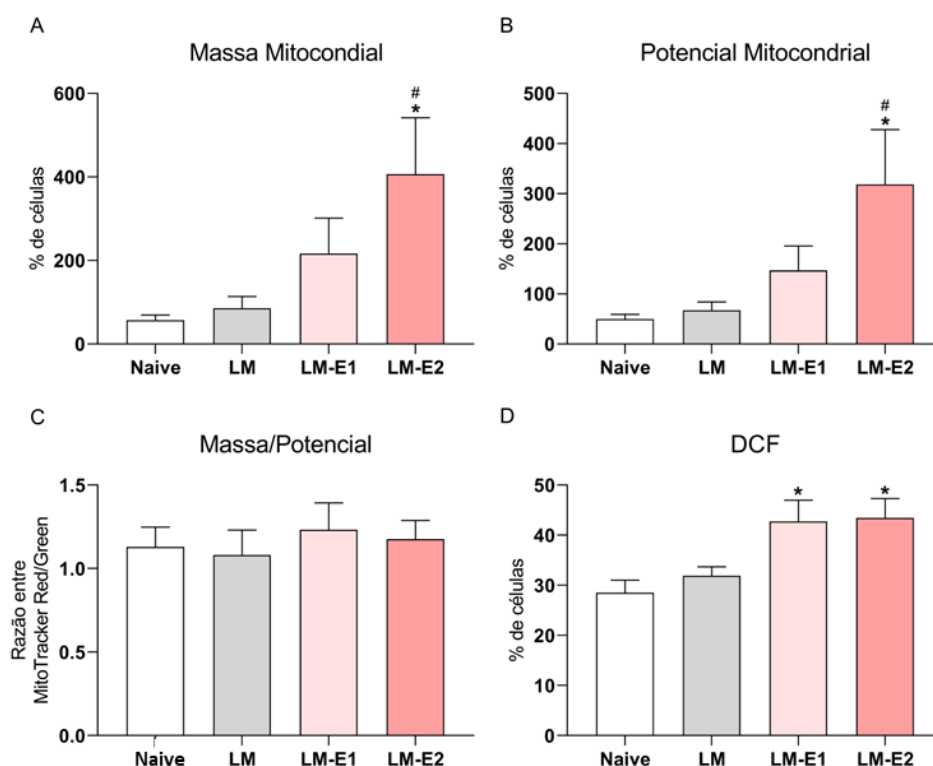 A
Massa Mitocondial
% de células
600
400
200
0
#
*
Naive LM LM-E1 LM-E2
B
Potencial Mitocondrial
% de células
500
400
300
200
100
0
#
*
Naive LM LM-E1 LM-E2
C
Massa/Potencial
Razão entre
MitoTracker Red/Green
1.5
1.0
0.5
0.0
Naive LM LM-E1 LM-E2
D
DCF
% de células
50
40
30
20
10
0
* *
Naive LM LM-E1 LM-E2